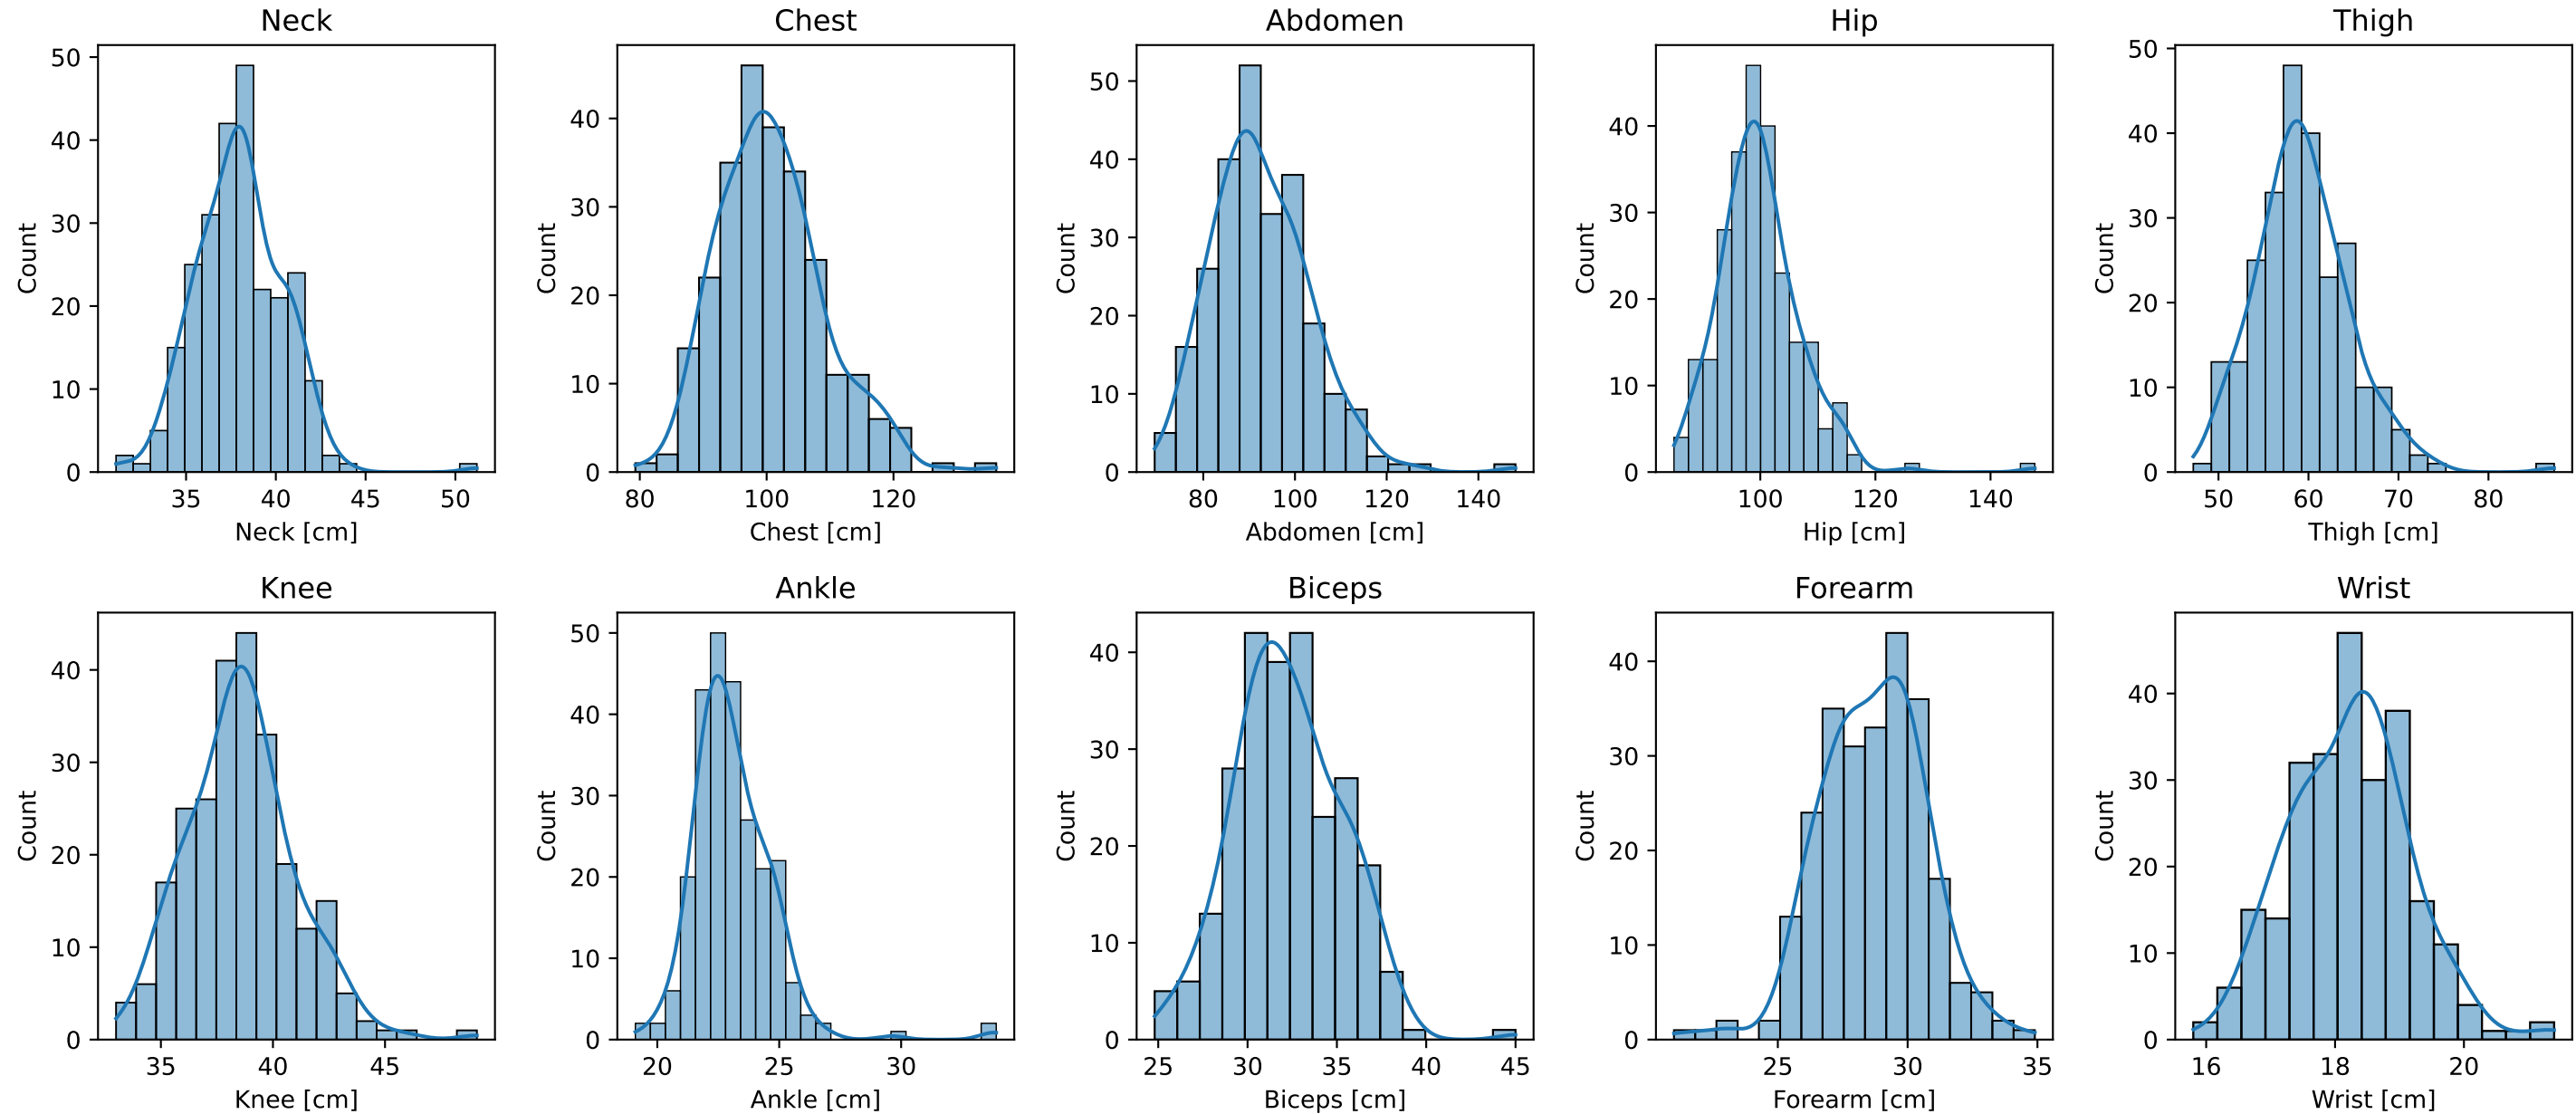 Neck
Chest
Abdomen
Hip
Thigh
50
40
30
20
10
0
Count
35
40
45
50
Neck [cm]
40
30
20
10
0
Count
80
100
120
Chest [cm]
50
40
30
20
10
0
Count
80
100
120
140
Abdomen [cm]
40
30
20
10
0
Count
100
120
140
Hip [cm]
50
40
30
20
10
0
Count
50
60
70
80
Thigh [cm]
Knee
Ankle
Biceps
Forearm
Wrist
40
30
20
10
0
Count
35
40
45
Knee [cm]
50
40
30
20
10
0
Count
20
25
30
Ankle [cm]
40
30
20
10
0
Count
25
30
35
40
45
Biceps [cm]
40
30
20
10
0
Count
25
30
35
Forearm [cm]
40
30
20
10
0
Count
16
18
20
Wrist [cm]